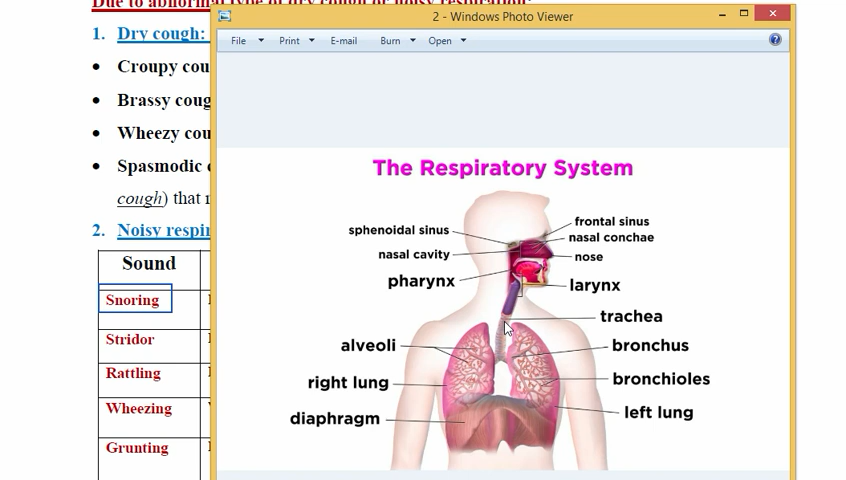 Due to abnormal type of dry cough or noisy respiration:
1. Dry cough:
• Croupy cou
• Brassy coug
• Wheezy cou
• Spasmodic c
cough) that r
2. Noisy respir
Sound
Snoring
Stridor
Rattling
Wheezing
Grunting
2 - Windows Photo Viewer
File Print E-mail Burn Open
The Respiratory System
sphenoidal sinus
nasal cavity
pharynx
frontal sinus
nasal conchae
nose
larynx
trachea
alveoli
right lung
diaphragm
bronchus
bronchioles
left lung